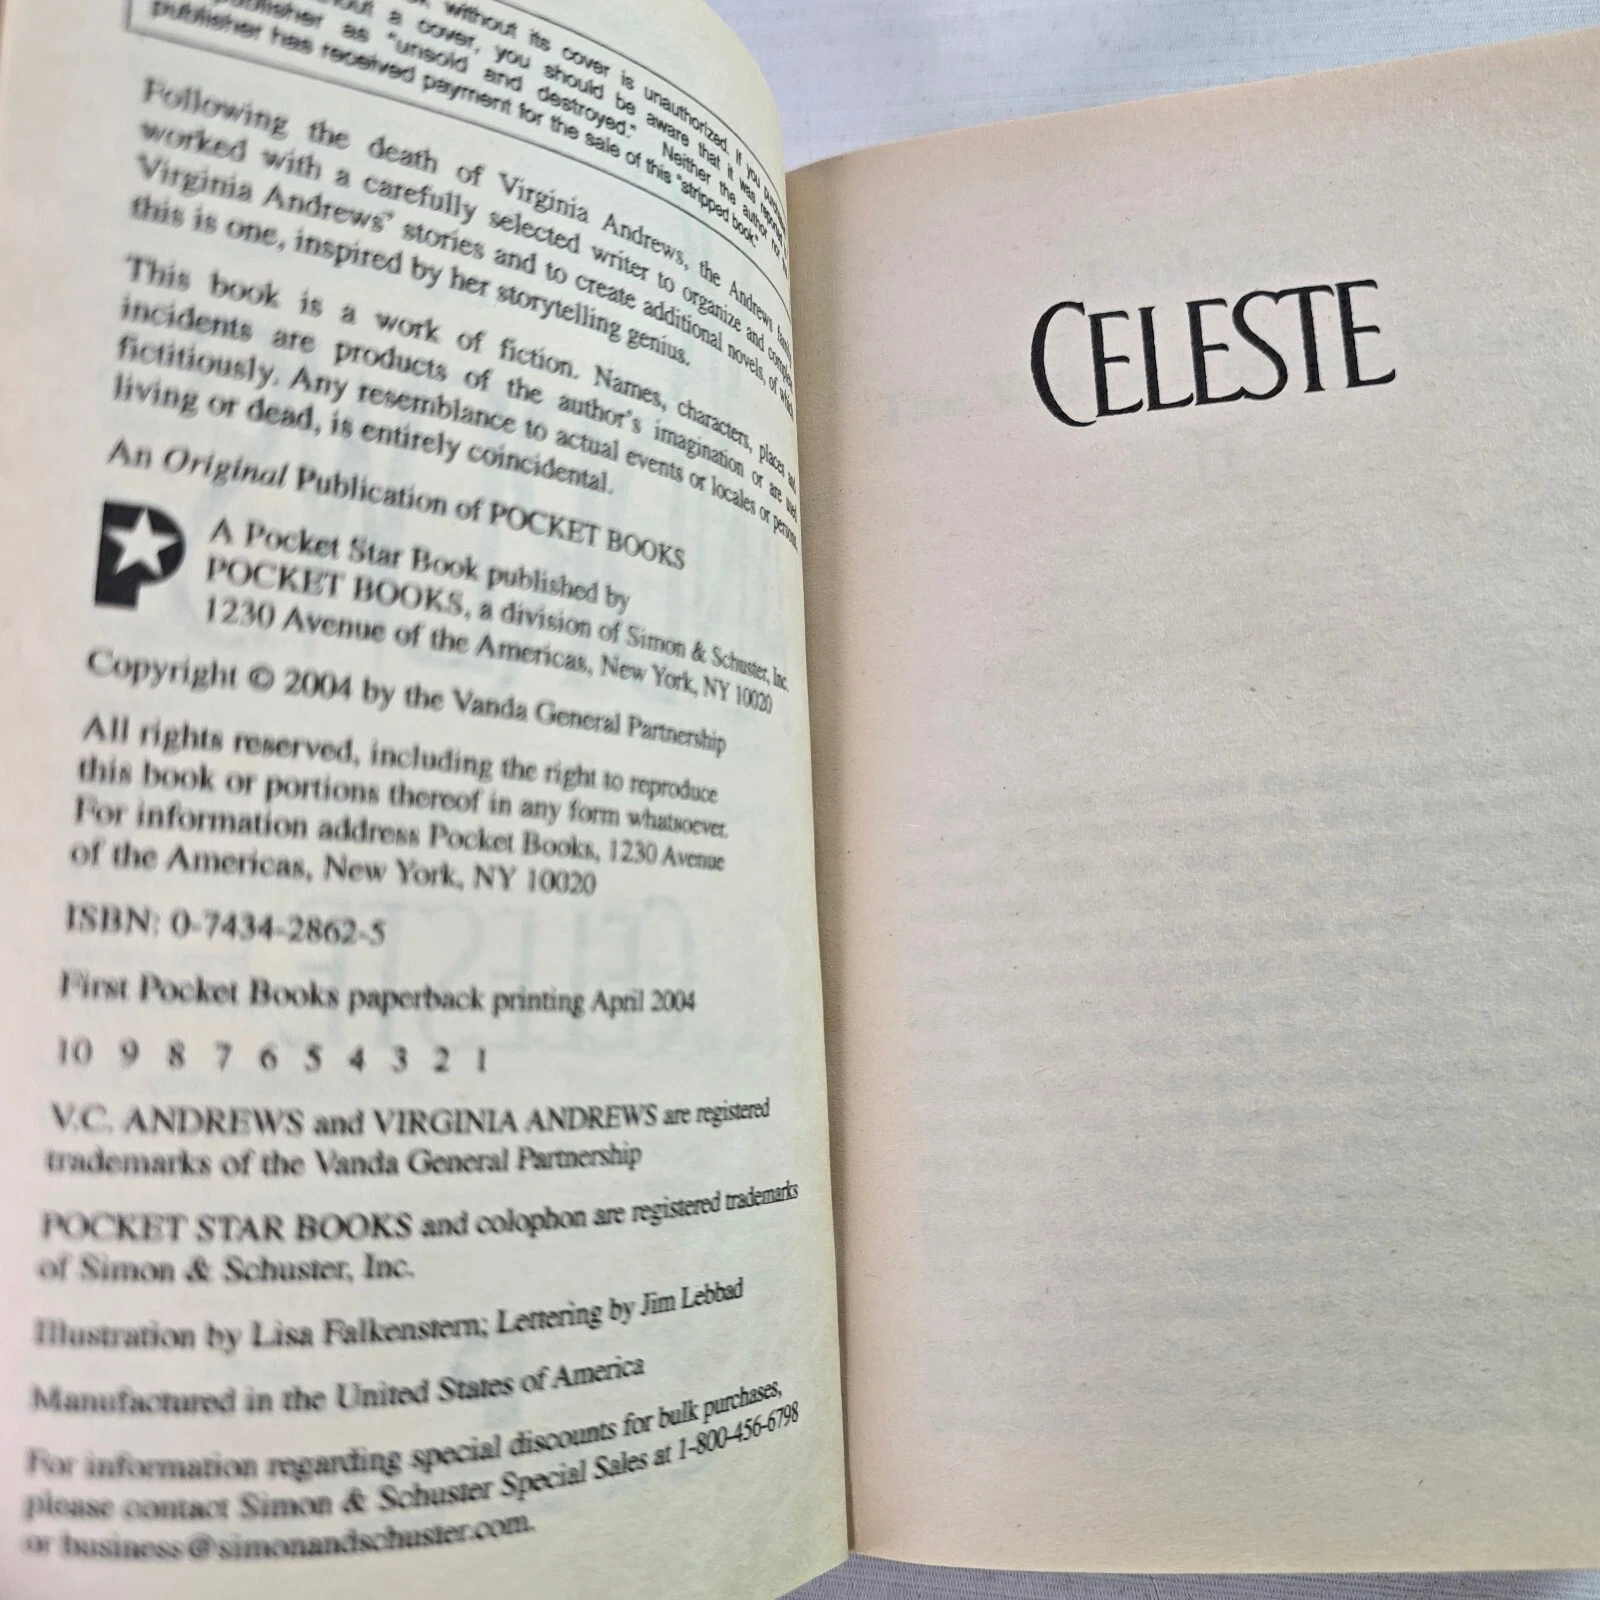 without its cover is unauthorized. If you purchase
without a cover, you should be aware that it was reported
publisher as "unsold and destroyed." Neither the author nor the
publisher has received payment for the sale of this "stripped book."
Following the death of Virginia Andrews, the Andrews family
worked with a carefully selected writer to organize and complete
Virginia Andrews' stories and to create additional novels, of which
this is one, inspired by her storytelling genius.
This book is a work of fiction. Names, characters, places and
incidents are products of the author's imagination or are used
fictitiously. Any resemblance to actual events or locales or persons,
living or dead, is entirely coincidental.
An Original Publication of POCKET BOOKS
A Pocket Star Book published by
POCKET BOOKS, a division of Simon & Schuster, Inc.
1230 Avenue of the Americas, New York, NY 10020
Copyright © 2004 by the Vanda General Partnership
All rights reserved, including the right to reproduce
this book or portions thereof in any form whatsoever.
For information address Pocket Books, 1230 Avenue
of the Americas, New York, NY 10020
ISBN: 0-7434-2862-5
First Pocket Books paperback printing April 2004
10 9 8 7 6 5 4 3 2 1
V.C. ANDREWS and VIRGINIA ANDREWS are registered
trademarks of the Vanda General Partnership
POCKET STAR BOOKS and colophon are registered trademarks
of Simon & Schuster, Inc.
Illustration by Lisa Falkenstern; Lettering by Jim Lebbad
Manufactured in the United States of America
For information regarding special discounts for bulk purchases,
please contact Simon & Schuster Special Sales at 1-800-456-6798
or business@simonandschuster.com.
CELESTE